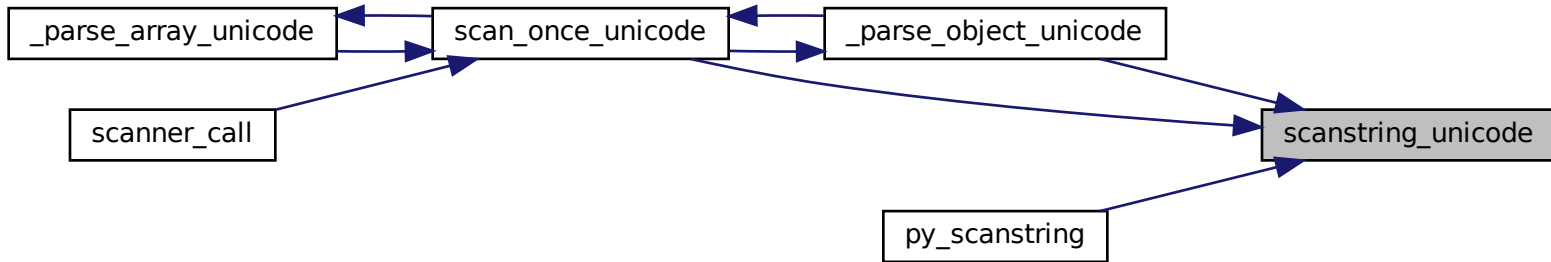 _parse_array_unicode
scan_once_unicode
_parse_object_unicode
scanner_call
scanstring_unicode
py_scanstring